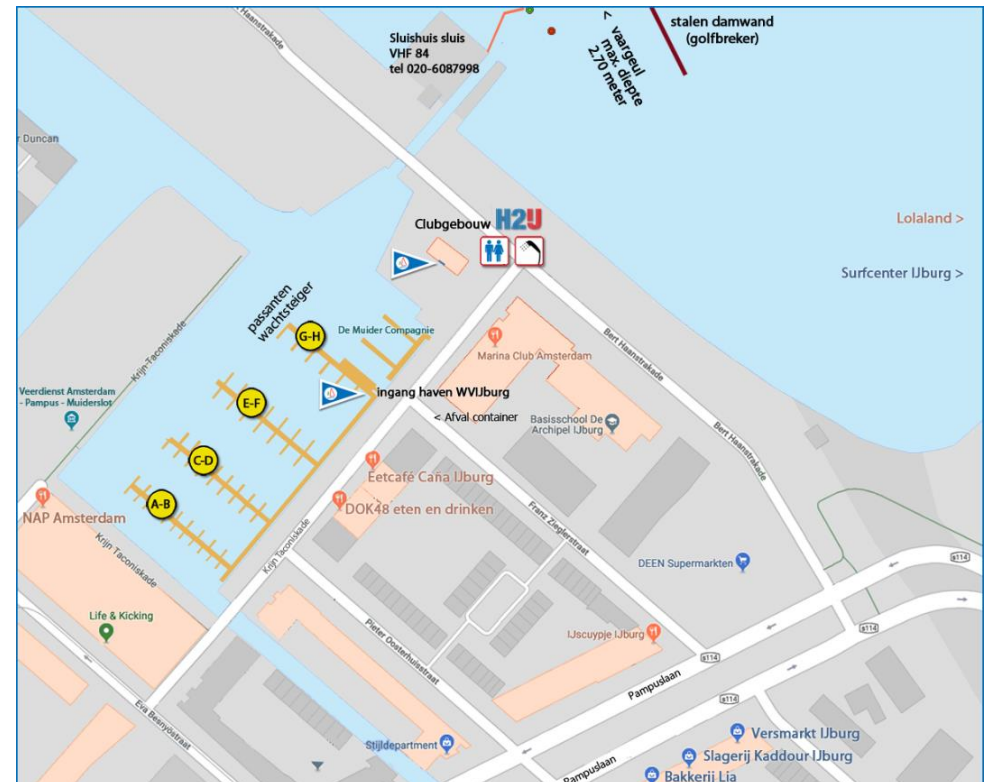 t Haanstrakade
Sluishuis sluis
VHF 84
tel 020-6087998
< vaargeul
max. diepte
2.70 meter
stalen damwand
(golfbreker)
r Duncan
Lolaland >
Surfcenter IJburg >
Clubgebouw H2IJ
passanten
wachtsteiger
G-H
De Muider Compagnie
Marina Club Amsterdam
Bert Haanstrakade
Krijn-Taconiskade
Veerdienst Amsterdam
- Pampus - Muiderslot
ingang haven WVIJburg
< Afval container
Basisschool De
Archipel IJburg
E-F
C-D
A-B
Bert Haanstrakade
Eetcafé Caña IJburg
DOK48 eten en drinken
NAP Amsterdam
Krijn Taconiskade
Krijn Taconiskade
Franz Zieglerstraat
DEEN Supermarkten
s114
s114
Life & Kicking
Pieter Oosterhuisstraat
IJscuypje IJburg
s114
Pampuslaan
s114
Eva Besnyöstraat
Stijldepartment
Versmarkt IJburg
Slagerij Kaddour IJburg
Pampuslaan
Bakkerij Lia